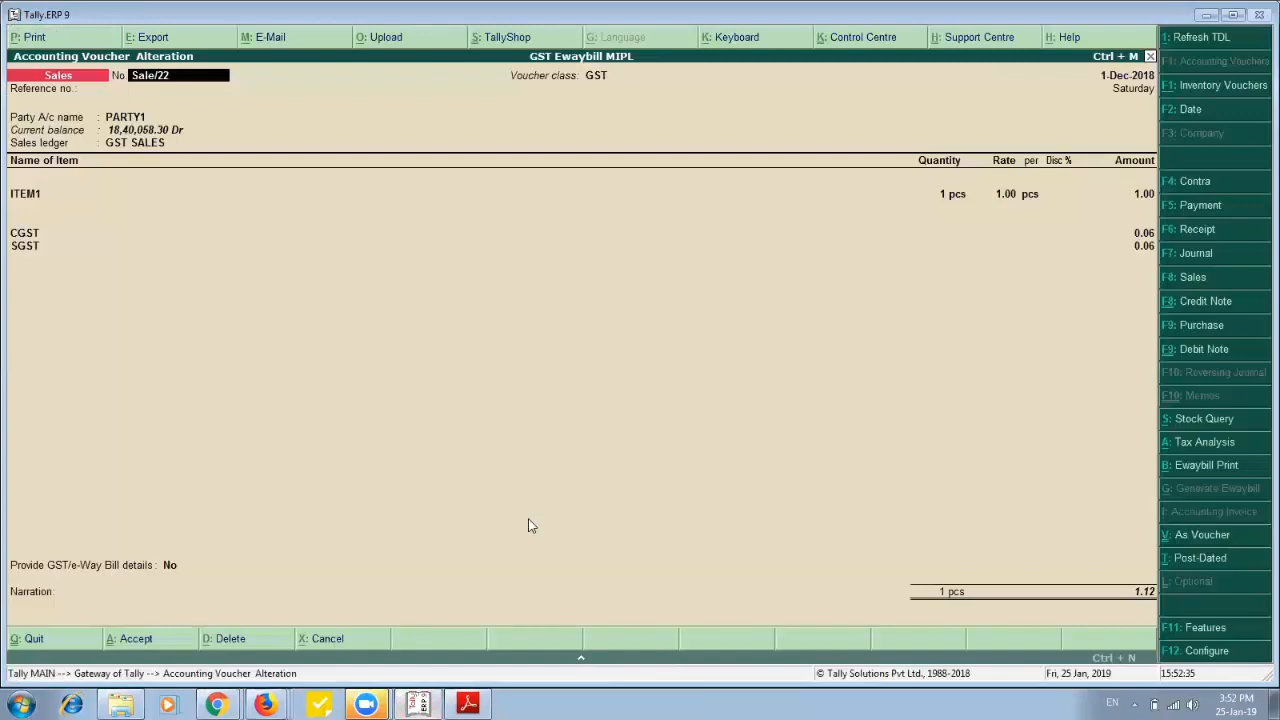 Tally.ERP 9
P: Print E: Export M: E-Mail O: Upload S: TallyShop G: Language K: Keyboard K: Control Centre H: Support Centre H: Help
Accounting Voucher Alteration GST Ewaybill MIPL Ctrl + M
Sales No. Sale/22 Voucher class: GST 1-Dec-2018
Reference no.: Saturday
Party A/c name : PARTY1
Current balance : 18,40,058.30 Dr
Sales ledger : GST SALES
Name of Item Quantity Rate per Disc % Amount
ITEM1 1 pcs 1.00 pcs 1.00
CGST 0.06
SGST 0.06
Provide GST/e-Way Bill details : No
Narration: 1 pcs 1.12
Q: Quit A: Accept D: Delete X: Cancel
Ctrl + N
Tally MAIN --> Gateway of Tally --> Accounting Voucher Alteration © Tally Solutions Pvt Ltd., 1988-2018 Fri, 25 Jan, 2019 15:52:35
1: Refresh TDL
F1: Accounting Vouchers
F1: Inventory Vouchers
F2: Date
F3: Company
F4: Contra
F5: Payment
F6: Receipt
F7: Journal
F8: Sales
F8: Credit Note
F9: Purchase
F9: Debit Note
F10: Reversing Journal
F10: Memos
S: Stock Query
A: Tax Analysis
B: Ewaybill Print
G: Generate Ewaybill
I: Accounting Invoice
V: As Voucher
T: Post-Dated
L: Optional
F11: Features
F12: Configure
EN 3:52 PM
25-Jan-19